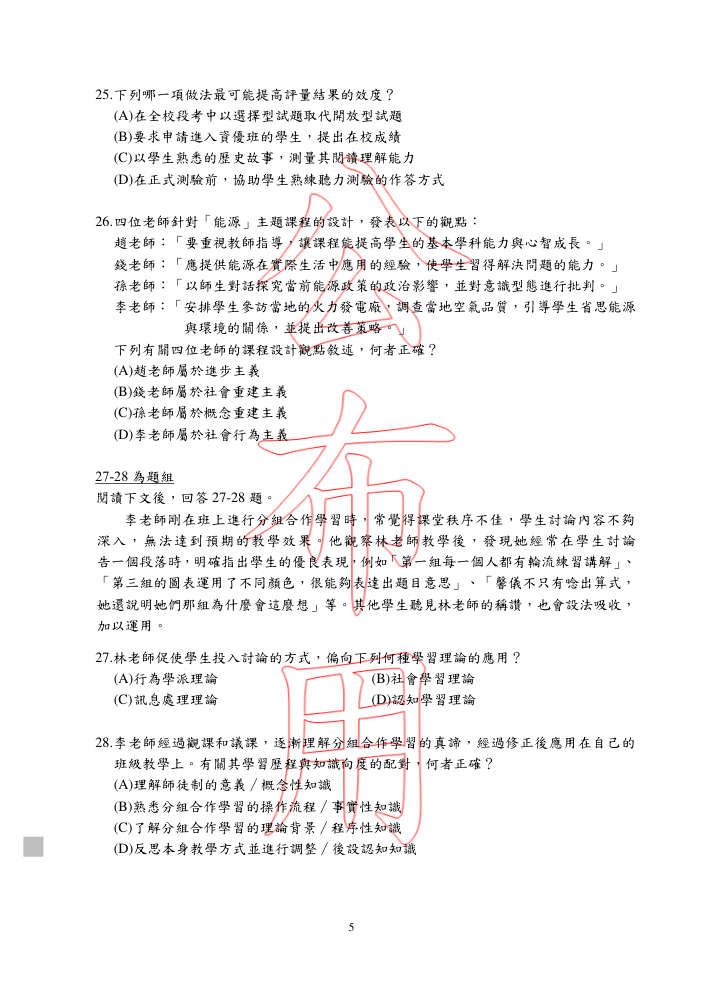 25.下列哪一項做法最可能提高評量結果的效度？
(A)在全校段考中以選擇型試題取代開放型試題
(B)要求申請進入資優班的學生，提出在校成績
(C)以學生熟悉的歷史故事，測量其閱讀理解能力
(D)在正式測驗前，協助學生熟練聽力測驗的作答方式
26.四位老師針對「能源」主題課程的設計，發表以下的觀點：
趙老師：「要重視教師指導，讓課程能提高學生的基本學科能力與心智成長。」
錢老師：「應提供能源在實際生活中應用的經驗，使學生習得解決問題的能力。」
孫老師：「以師生對話探究當前能源政策的政治影響，並對意識型態進行批判。」
李老師：「安排學生參訪當地的火力發電廠，調查當地空氣品質，引導學生省思能源
與環境的關係，並提出改善策略。」
下列有關四位老師的課程設計觀點敘述，何者正確？
(A)趙老師屬於進步主義
(B)錢老師屬於社會重建主義
(C)孫老師屬於概念重建主義
(D)李老師屬於社會行為主義
27-28 為題組
閱讀下文後，回答 27-28 題。
李老師剛在班上進行分組合作學習時，常覺得課堂秩序不佳，學生討論內容不夠
深入，無法達到預期的教學效果。他觀察林老師教學後，發現她經常在學生討論
告一個段落時，明確指出學生的優良表現，例如「第一組每一個人都有輪流練習講解」、
「第三組的圖表運用了不同顏色，很能夠表達出題目意思」、「馨儀不只有唸出算式，
她還說明她們那組為什麼會這麼想」等。其他學生聽見林老師的稱讚，也會設法吸收，
加以運用。
27.林老師促使學生投入討論的方式，偏向下列何種學習理論的應用？
(A)行為學派理論 (B)社會學習理論
(C)訊息處理理論 (D)認知學習理論
28.李老師經過觀課和議課，逐漸理解分組合作學習的真諦，經過修正後應用在自己的
班級教學上。有關其學習歷程與知識向度的配對，何者正確？
(A)理解師徒制的意義／概念性知識
(B)熟悉分組合作學習的操作流程／事實性知識
(C)了解分組合作學習的理論背景／程序性知識
(D)反思本身教學方式並進行調整／後設認知知識
公布用
5